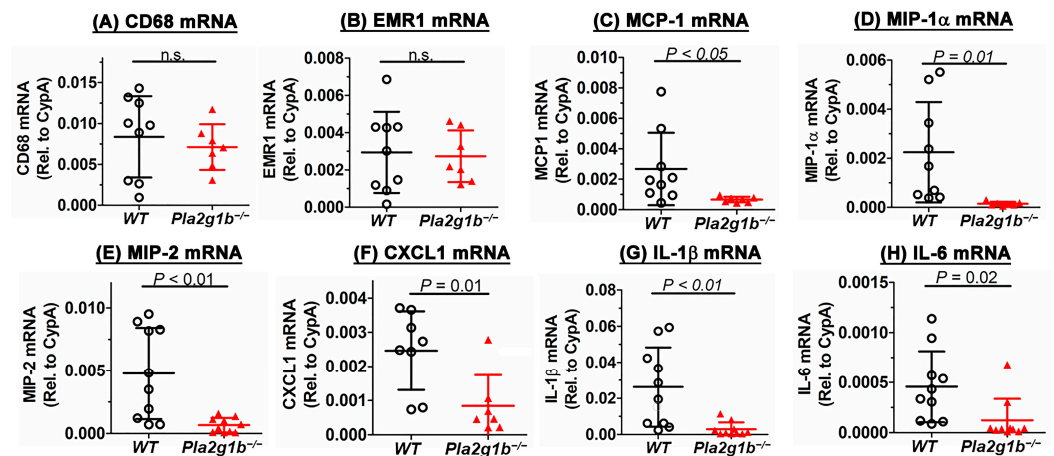 (A) CD68 mRNA
n.s.
CD68 mRNA
(Rel. to CypA)
0.015
0.010
0.005
0.000
WT
Pla2g1b−/−
(B) EMR1 mRNA
n.s.
EMR1 mRNA
(Rel. to CypA)
0.008
0.006
0.004
0.002
0.000
WT
Pla2g1b−/−
(C) MCP-1 mRNA
P < 0.05
MCP1 mRNA
(Rel. to CypA)
0.010
0.008
0.006
0.004
0.002
0.000
WT
Pla2g1b−/−
(D) MIP-1α mRNA
P = 0.01
MIP-1α mRNA
(Rel. to CypA)
0.006
0.004
0.002
0.000
WT
Pla2g1b−/−
(E) MIP-2 mRNA
P < 0.01
MIP-2 mRNA
(Rel. to CypA)
0.010
0.005
0.000
WT
Pla2g1b−/−
(F) CXCL1 mRNA
P = 0.01
CXCL1 mRNA
(Rel. to CypA)
0.004
0.003
0.002
0.001
0.000
WT
Pla2g1b−/−
(G) IL-1β mRNA
P < 0.01
IL-1β mRNA
(Rel. to CypA)
0.08
0.06
0.04
0.02
0.00
WT
Pla2g1b−/−
(H) IL-6 mRNA
P = 0.02
IL-6 mRNA
(Rel. to CypA)
0.0015
0.0010
0.0005
0.0000
WT
Pla2g1b−/−